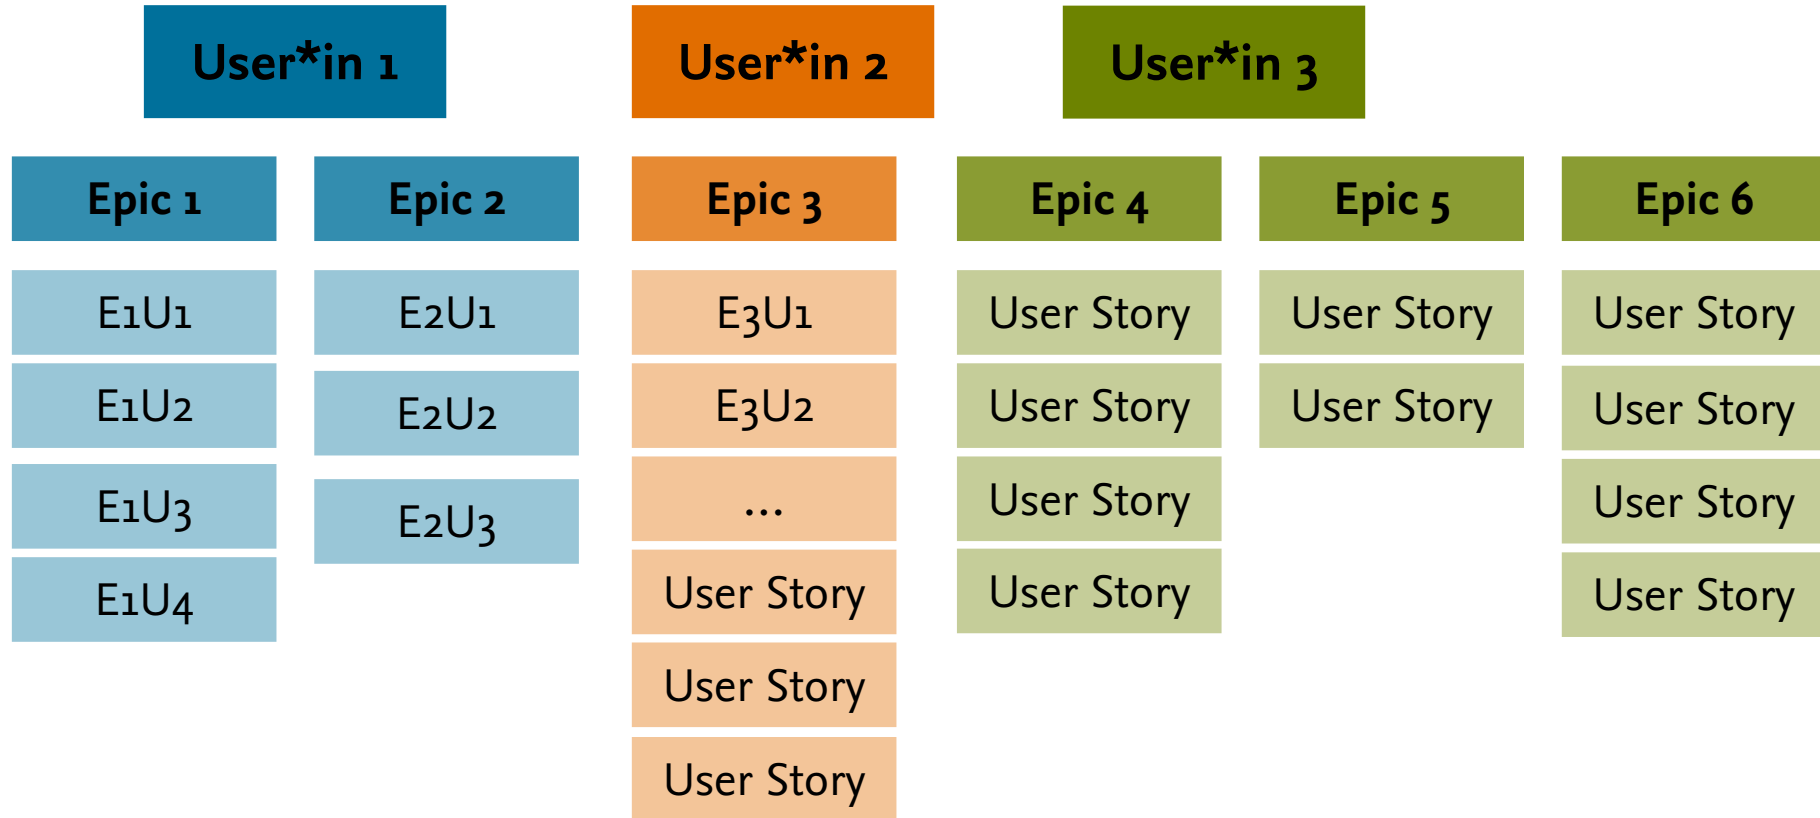 User*in 1
User*in 2
User*in 3
Epic 1
Epic 2
Epic 3
Epic 4
Epic 5
Epic 6
E1U1
E2U1
E3U1
User Story
User Story
User Story
E1U2
E2U2
E3U2
User Story
User Story
User Story
E1U3
E2U3
...
User Story
User Story
E1U4
User Story
User Story
User Story
User Story
User Story